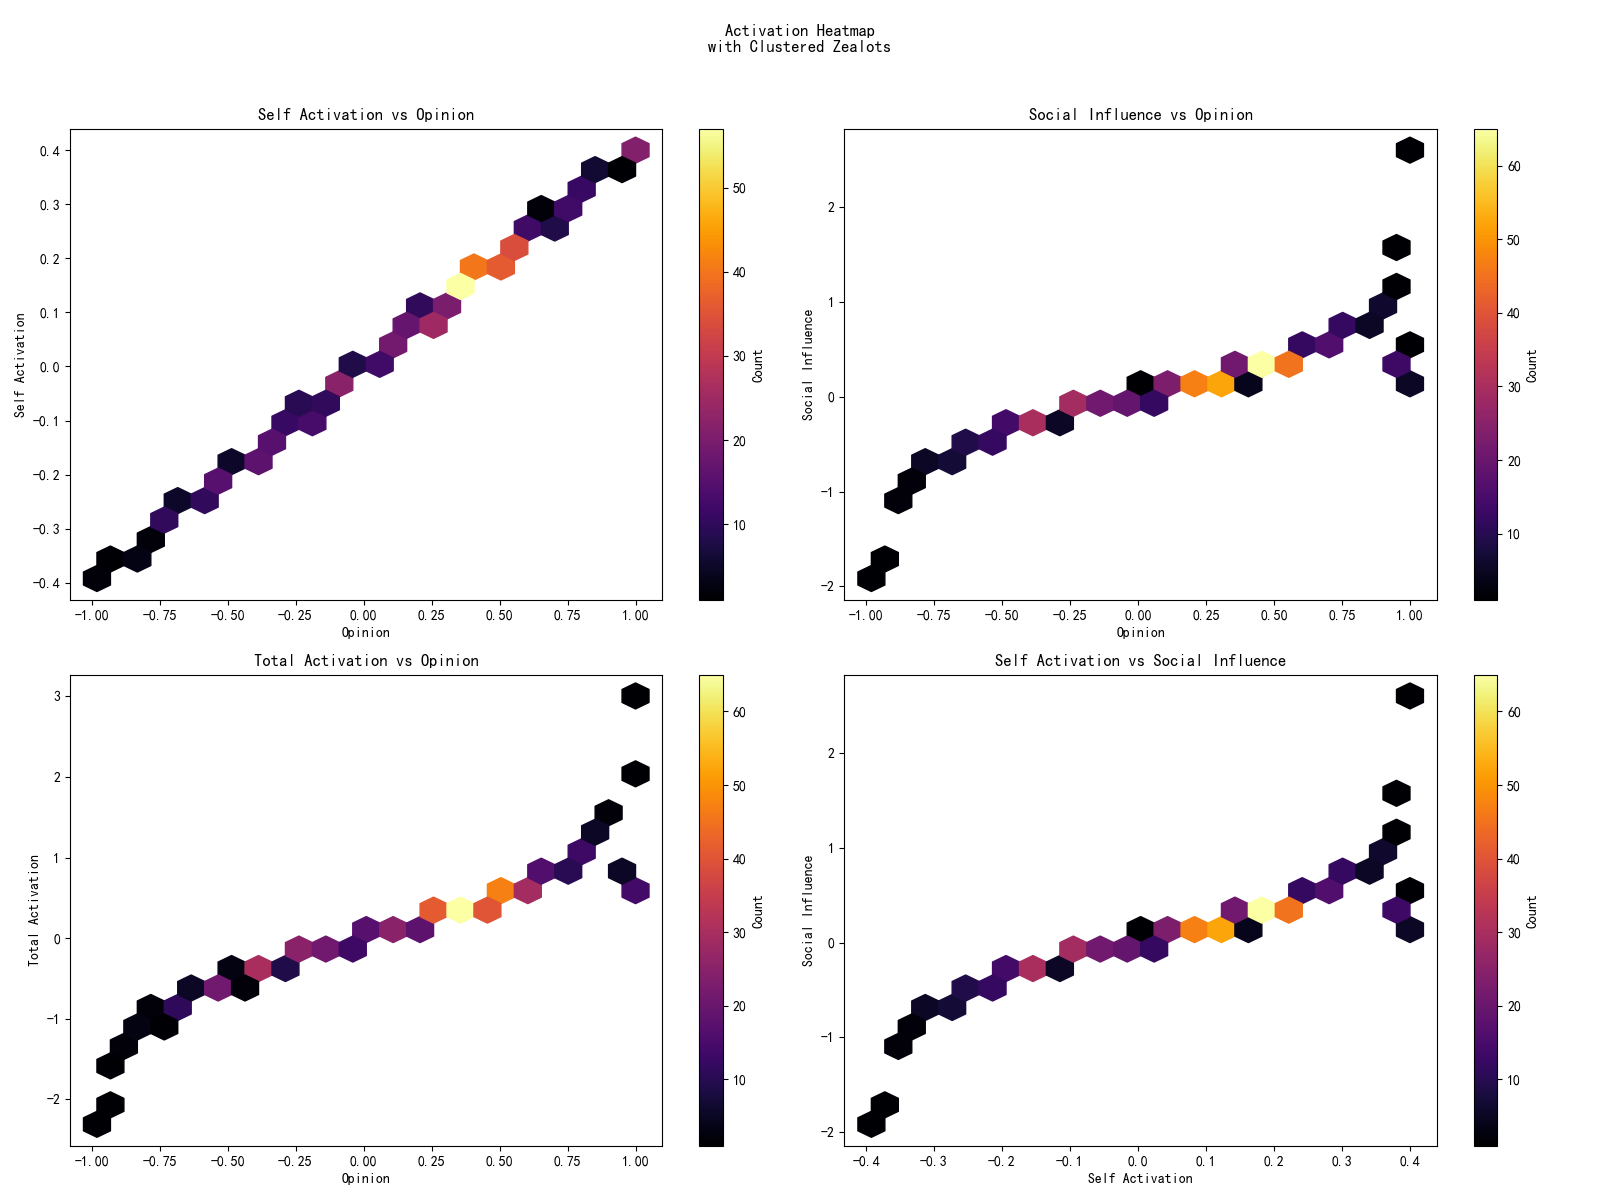 Activation Heatmap
with Clustered Zealots
Self Activation vs Opinion
Self Activation
0.4
0.3
0.2
0.1
0.0
−0.1
−0.2
−0.3
−0.4
−1.00 −0.75 −0.50 −0.25 0.00 0.25 0.50 0.75 1.00
Opinion
50
40
30
20
10
Count
Social Influence vs Opinion
Social Influence
2
1
0
−1
−2
−1.00 −0.75 −0.50 −0.25 0.00 0.25 0.50 0.75 1.00
Opinion
60
50
40
30
20
10
Count
Total Activation vs Opinion
Total Activation
3
2
1
0
−1
−2
−1.00 −0.75 −0.50 −0.25 0.00 0.25 0.50 0.75 1.00
Opinion
60
50
40
30
20
10
Count
Self Activation vs Social Influence
Social Influence
2
1
0
−1
−2
−0.4 −0.3 −0.2 −0.1 0.0 0.1 0.2 0.3 0.4
Self Activation
60
50
40
30
20
10
Count